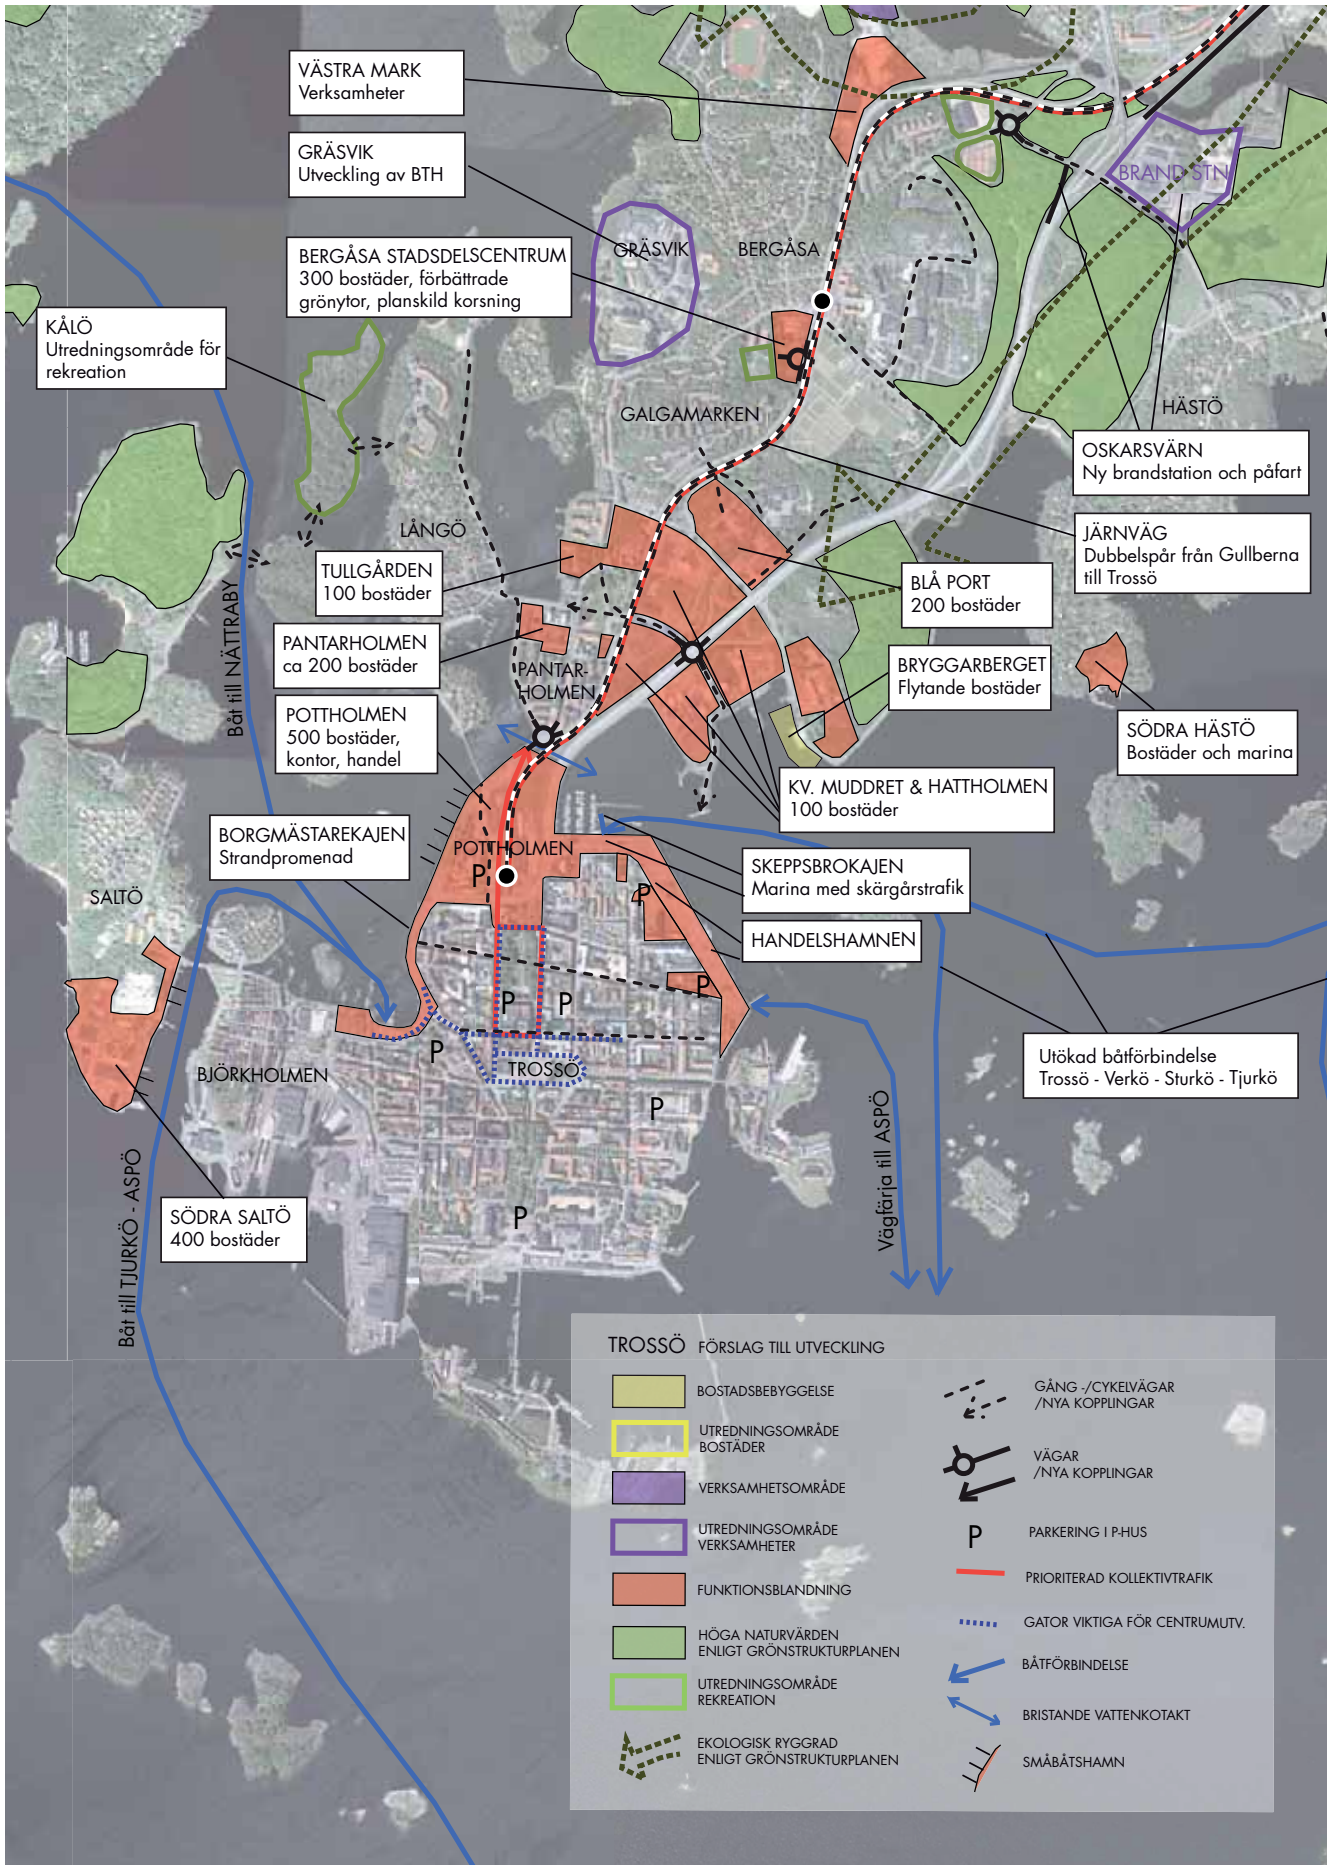 VÄSTRA MARK
Verksamheter
GRÄSVIK
Utveckling av BTH
BRAND STN
GRÄSVIK
BERGÅSA
BERGÅSA STADSDELSCENTRUM
300 bostäder, förbättrade
grönytor, planskild korsning
KÅLÖ
Utredningsområde för
rekreation
GALGAMARKEN
HÄSTÖ
OSKARSVÄRN
Ny brandstation och påfart
LÅNGÖ
JÄRNVÄG
Dubbelspår från Gullberna
till Trossö
TULLGÅRDEN
100 bostäder
BLÅ PORT
200 bostäder
Båt till NÄTTRABY
PANTARHOLMEN
ca 200 bostäder
PANTAR-
HOLMEN
BRYGGARBERGET
Flytande bostäder
POTTHOLMEN
500 bostäder,
kontor, handel
SÖDRA HÄSTÖ
Bostäder och marina
KV. MUDDRET & HATTHOLMEN
100 bostäder
BORGMÄSTAREKAJEN
Strandpromenad
POTTHOLMEN
P
SKEPPSBROKAJEN
Marina med skärgårstrafik
P
SALTÖ
HANDELSHAMNEN
P
P
P
P
Utökad båtförbindelse
Trossö - Verkö - Sturkö - Tjurkö
BJÖRKHOLMEN
TROSSÖ
P
Vägfärja till ASPÖ
Båt till TJURKÖ - ASPÖ
SÖDRA SALTÖ
400 bostäder
P
TROSSÖ FÖRSLAG TILL UTVECKLING
BOSTADSBEBYGGELSE
UTREDNINGSOMRÅDE
BOSTÄDER
VERKSAMHETSOMRÅDE
UTREDNINGSOMRÅDE
VERKSAMHETER
FUNKTIONSBLANDNING
HÖGA NATURVÄRDEN
ENLIGT GRÖNSTRUKTURPLANEN
UTREDNINGSOMRÅDE
REKREATION
EKOLOGISK RYGGRAD
ENLIGT GRÖNSTRUKTURPLANEN
GÅNG -/CYKELVÄGAR
/NYA KOPPLINGAR
VÄGAR
/NYA KOPPLINGAR
P
PARKERING I P-HUS
PRIORITERAD KOLLEKTIVTRAFIK
GATOR VIKTIGA FÖR CENTRUMUTV.
BÅTFÖRBINDELSE
BRISTANDE VATTENKOTAKT
SMÅBÅTSHAMN